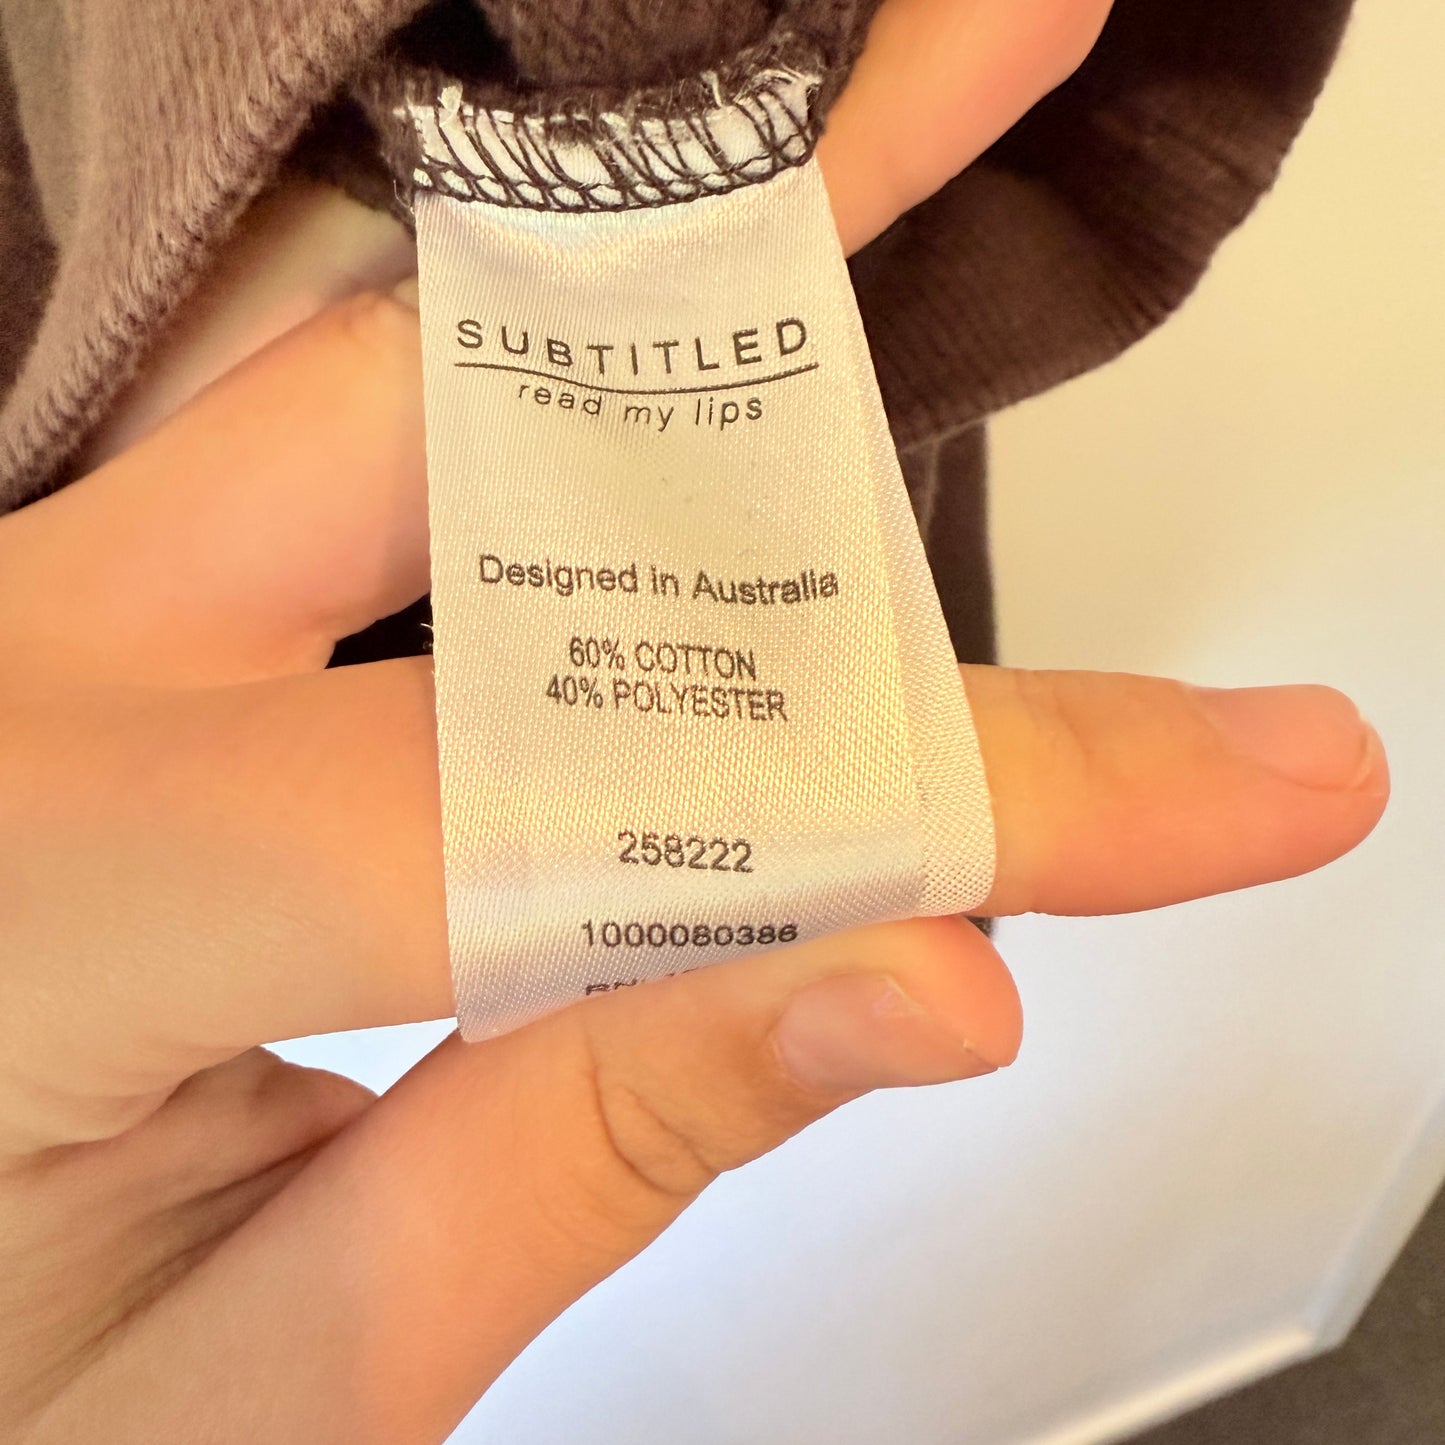 SUBTITLED
read my lips
Designed in Australia
60% COTTON
40% POLYESTER
258222
1000080386